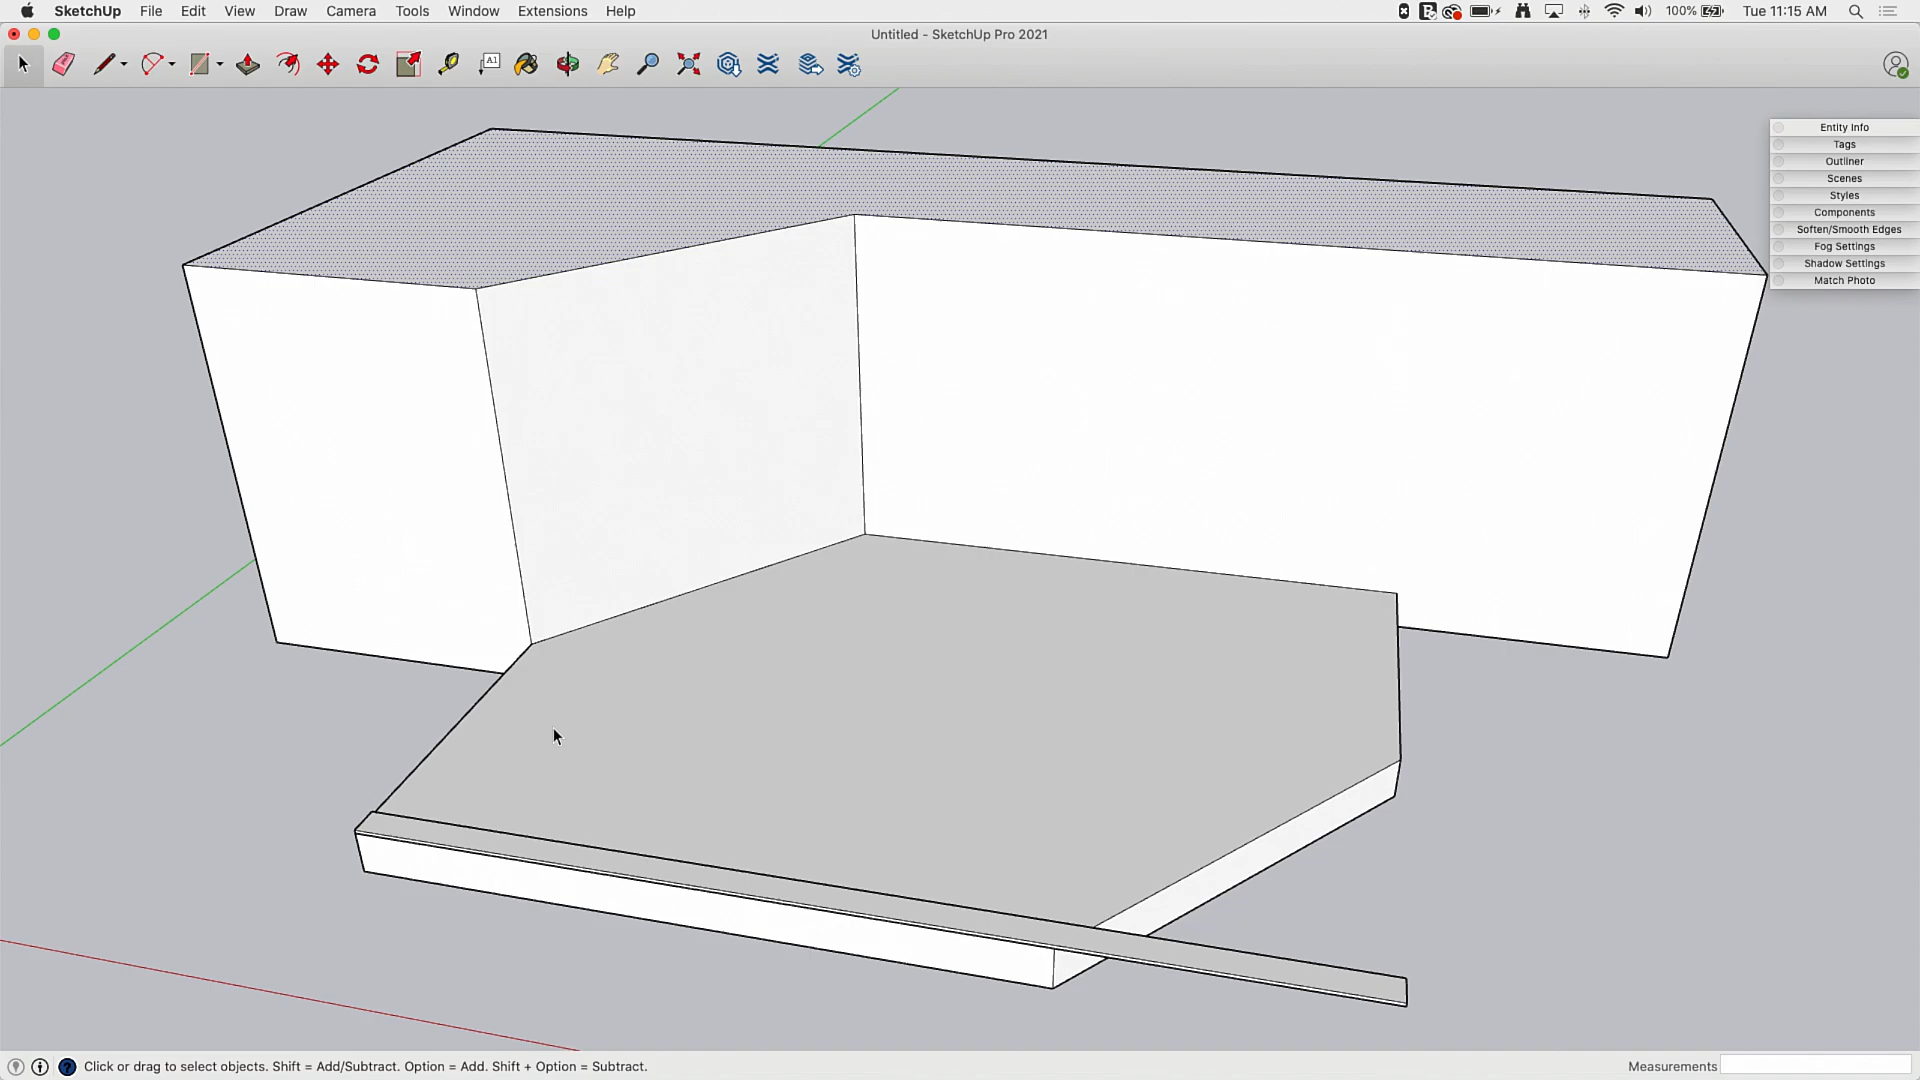 SketchUp File Edit View Draw Camera Tools Window Extensions Help 100% Tue 11:15 AM
Untitled - SketchUp Pro 2021
A1
Entity Info
Tags
Outliner
Scenes
Styles
Components
Soften/Smooth Edges
Fog Settings
Shadow Settings
Match Photo
Click or drag to select objects. Shift = Add/Subtract. Option = Add. Shift + Option = Subtract. Measurements